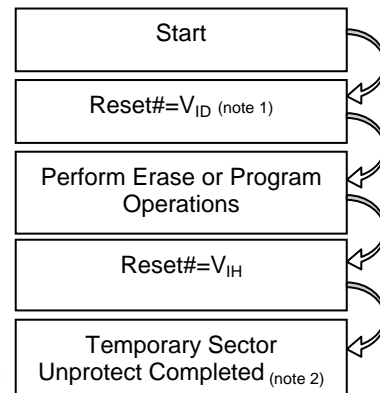 Start
Reset#=VID (note 1)
Perform Erase or Program
Operations
Reset#=VIH
Temporary Sector
Unprotect Completed (note 2)